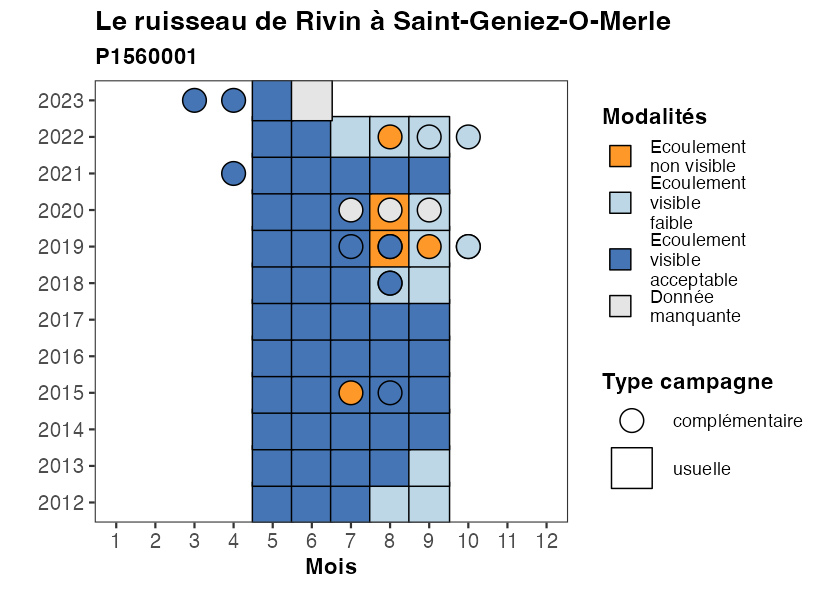 Le ruisseau de Rivin à Saint-Geniez-O-Merle
P1560001
2023
2022
2021
2020
2019
2018
2017
2016
2015
2014
2013
2012
1 2 3 4 5 6 7 8 9 10 11 12
Mois
Modalités
Ecoulement
non visible
Ecoulement
visible
faible
Ecoulement
visible
acceptable
Donnée
manquante
Type campagne
complémentaire
usuelle